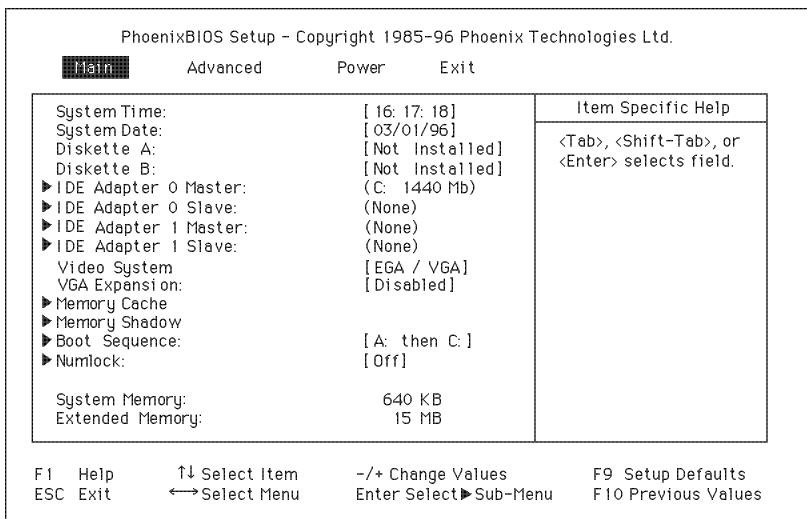 PhoenixBIOS Setup - Copyright 1985-96 Phoenix Technologies Ltd.
Main Advanced Power Exit
System Time: [16: 17: 18]
System Date: [03/01/96]
Diskette A: [Not Installed]
Diskette B: [Not Installed]
▶IDE Adapter 0 Master: (C: 1440 Mb)
▶IDE Adapter 0 Slave: (None)
▶IDE Adapter 1 Master: (None)
▶IDE Adapter 1 Slave: (None)
Video System [EGA / VGA]
VGA Expansion: [Disabled]
▶Memory Cache
▶Memory Shadow
▶Boot Sequence: [A: then C:]
▶Numlock: [Off]
System Memory: 640 KB
Extended Memory: 15 MB
Item Specific Help
<Tab>, <Shift-Tab>, or
<Enter> selects field.
F1 Help ↑↓ Select Item -/+ Change Values F9 Setup Defaults
ESC Exit ←→ Select Menu Enter Select▶Sub-Menu F10 Previous Values